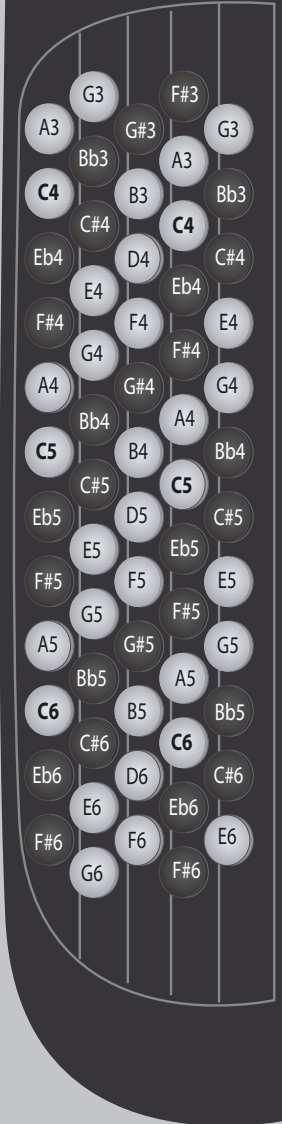 G3 F#3
A3 G#3 G3
Bb3 A3
C4 B3 Bb3
C#4 C4
Eb4 D4 C#4
E4 Eb4
F#4 F4 E4
G4 F#4
A4 G#4 G4
Bb4 A4
C5 B4 Bb4
C#5 C5
Eb5 D5 C#5
E5 Eb5
F#5 F5 E5
G5 F#5
A5 G#5 G5
Bb5 A5
C6 B5 Bb5
C#6 C6
Eb6 D6 C#6
E6 Eb6
F#6 F6 E6
G6 F#6